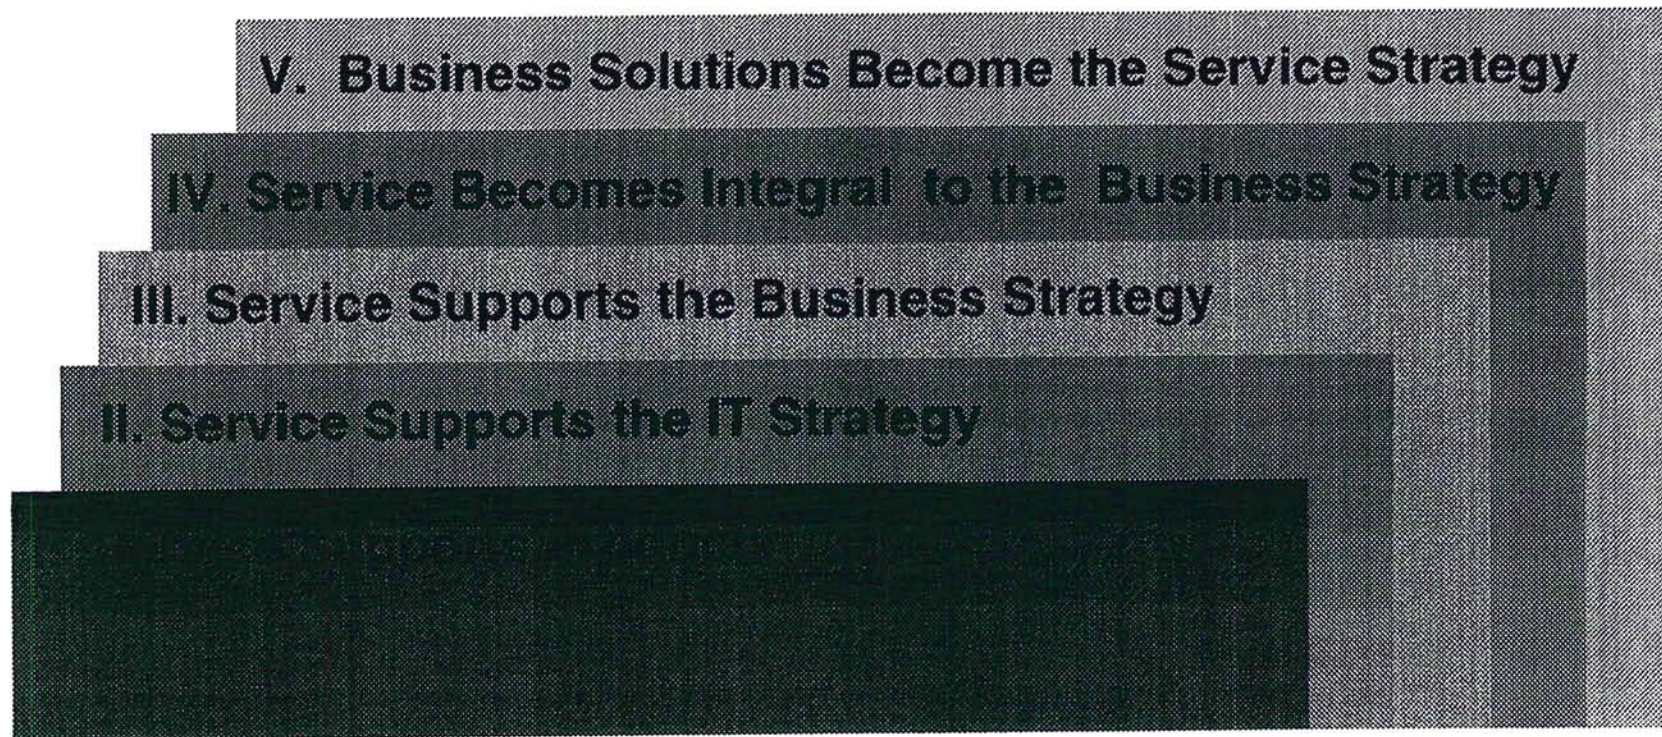 V. Business Solutions Become the Service Strategy
IV. Service Becomes Integral to the Business Strategy
III. Service Supports the Business Strategy
II. Service Supports the IT Strategy